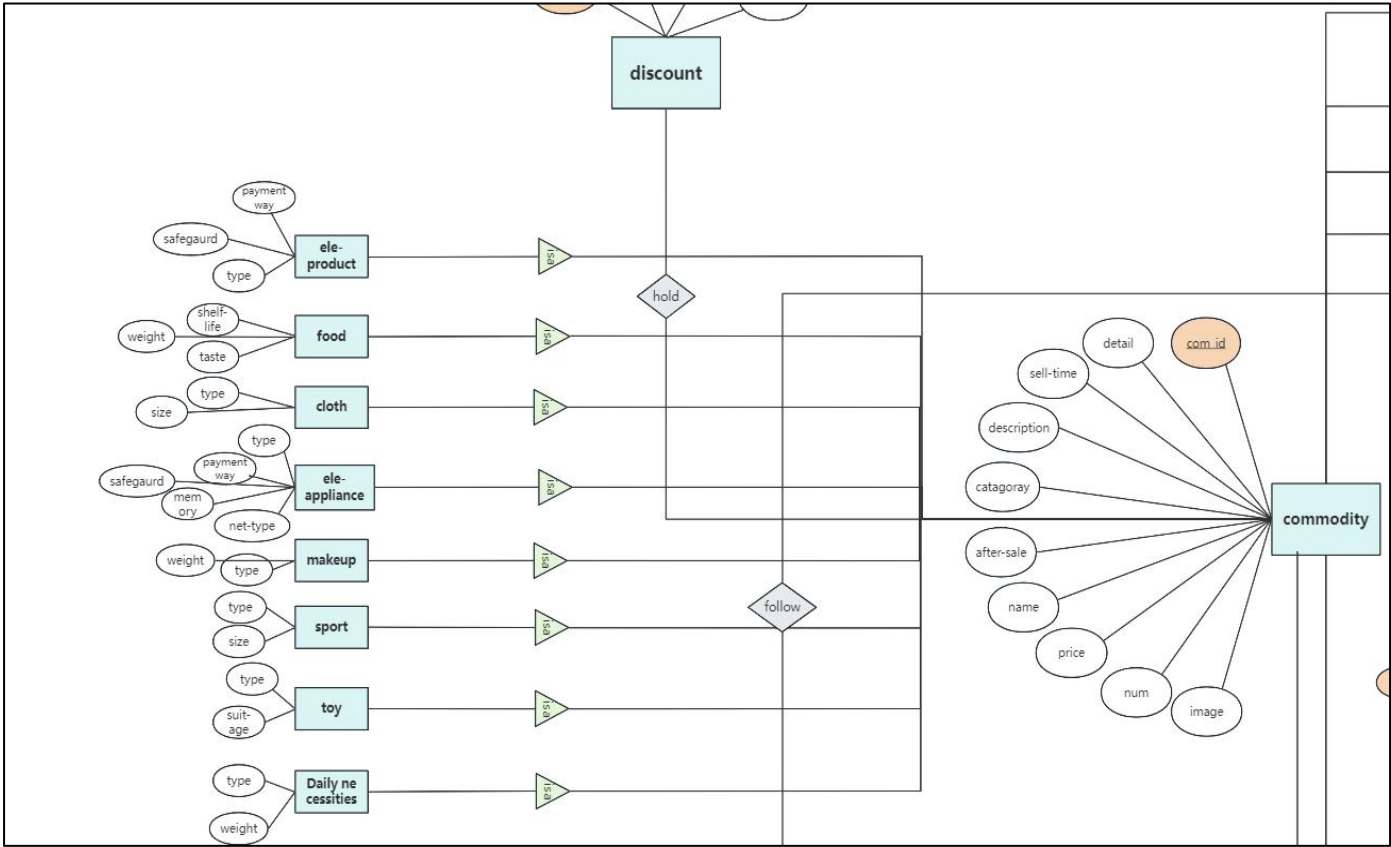 discount
payment
way
safegaurd
type
ele-
product
isa
hold
shelf-
life
weight
taste
food
isa
type
size
cloth
isa
type
payment
way
safegaurd
mem
ory
net-type
ele-
appliance
isa
weight
type
makeup
isa
type
size
sport
isa
follow
type
suit-
age
toy
isa
type
weight
Daily ne
cessities
isa
com_id
detail
sell-time
description
catagoray
after-sale
name
price
num
image
commodity